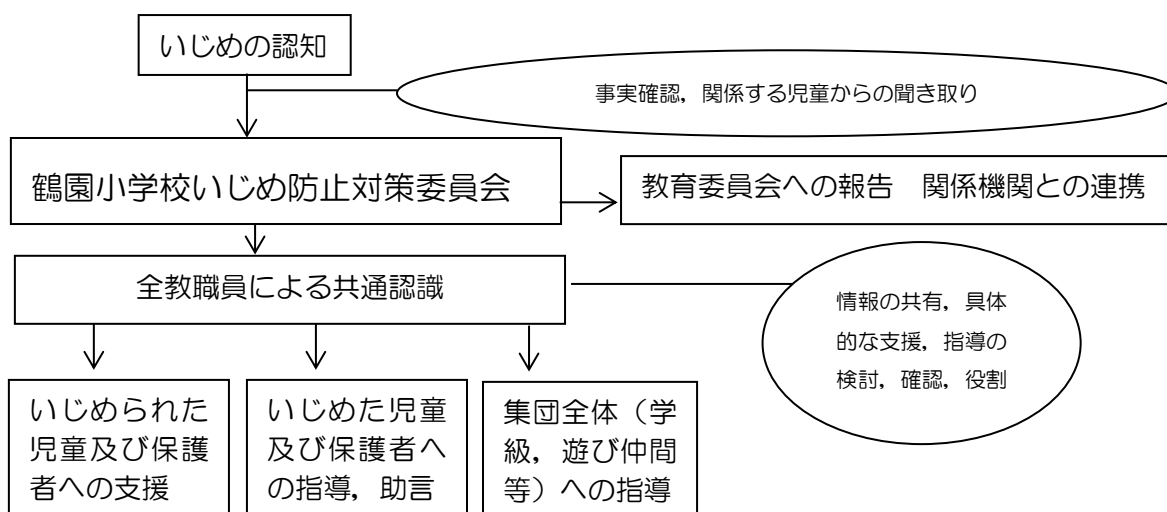 いじめの認知
事実確認，関係する児童からの聞き取り
鶴園小学校いじめ防止対策委員会
教育委員会への報告　関係機関との連携
全教職員による共通認識
情報の共有，具体
的な支援，指導の
検討，確認，役割
いじめられた
児童及び保護
者への支援
いじめた児童
及び保護者へ
の指導，助言
集団全体（学
級，遊び仲間
等）への指導